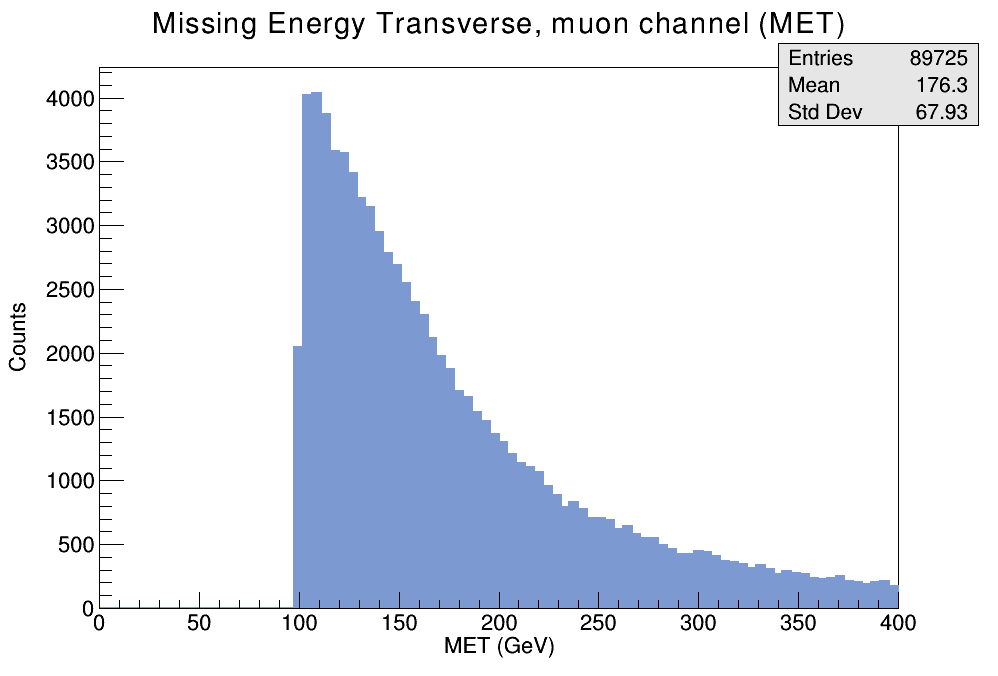 Missing Energy Transverse, muon channel (MET)
Entries 89725
Mean 176.3
Std Dev 67.93
4000
3500
3000
2500
2000
1500
1000
500
0
Counts
0 50 100 150 200 250 300 350 400
MET (GeV)